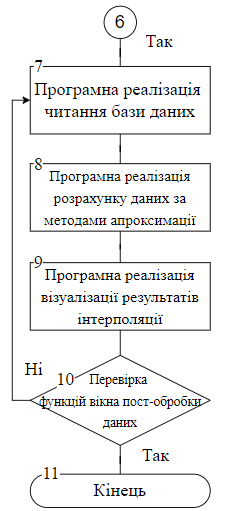 6
Так
7
Програмна реалізація
читання бази даних
8
Програмна реалізація
розрахунку даних за
методами апроксимації
9
Програмна реалізація
візуалізації результатів
інтерполяції
Ні
10
Перевірка
функцій вікна пост-обробки
даних
Так
11
Кінець